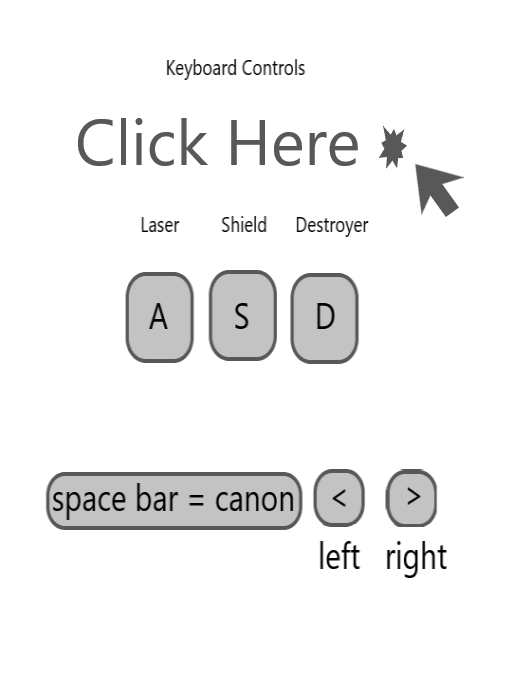 Keyboard Controls
Click Here
Laser Shield Destroyer
A S D
space bar = canon < >
left right